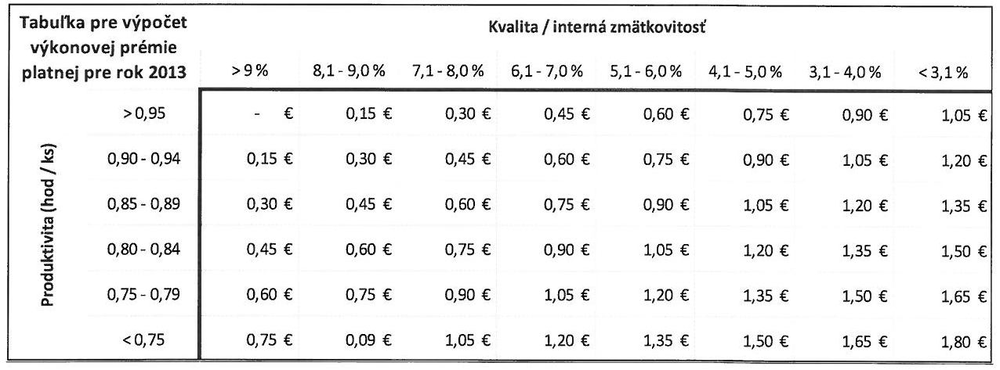 Tabuľka pre výpočet
výkonovej prémie
platnej pre rok 2013
Kvalita / interná zmätkovitosť
>9% 8,1-9,0% 7,1-8,0% 6,1-7,0% 5,1-6,0% 4,1-5,0% 3,1-4,0% <3,1%
Produktivita (hod / ks)
>0,95 - € 0,15 € 0,30 € 0,45 € 0,60 € 0,75 € 0,90 € 1,05 €
0,90-0,94 0,15 € 0,30 € 0,45 € 0,60 € 0,75 € 0,90 € 1,05 € 1,20 €
0,85-0,89 0,30 € 0,45 € 0,60 € 0,75 € 0,90 € 1,05 € 1,20 € 1,35 €
0,80-0,84 0,45 € 0,60 € 0,75 € 0,90 € 1,05 € 1,20 € 1,35 € 1,50 €
0,75-0,79 0,60 € 0,75 € 0,90 € 1,05 € 1,20 € 1,35 € 1,50 € 1,65 €
<0,75 0,75 € 0,09 € 1,05 € 1,20 € 1,35 € 1,50 € 1,65 € 1,80 €